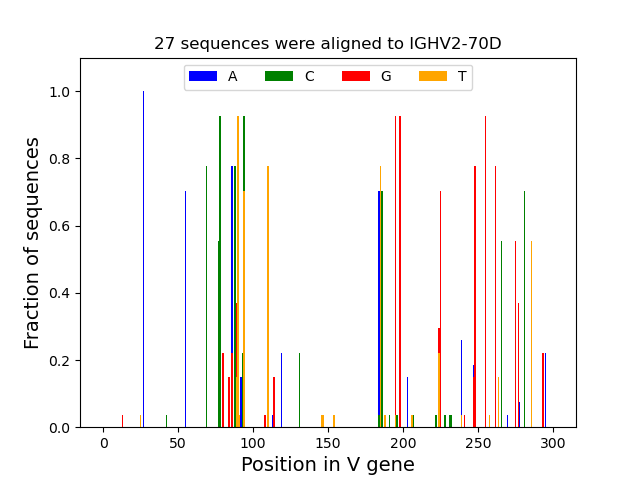 27 sequences were aligned to IGHV2-70D
A C G T
Fraction of sequences
1.0
0.8
0.6
0.4
0.2
0.0
0 50 100 150 200 250 300
Position in V gene